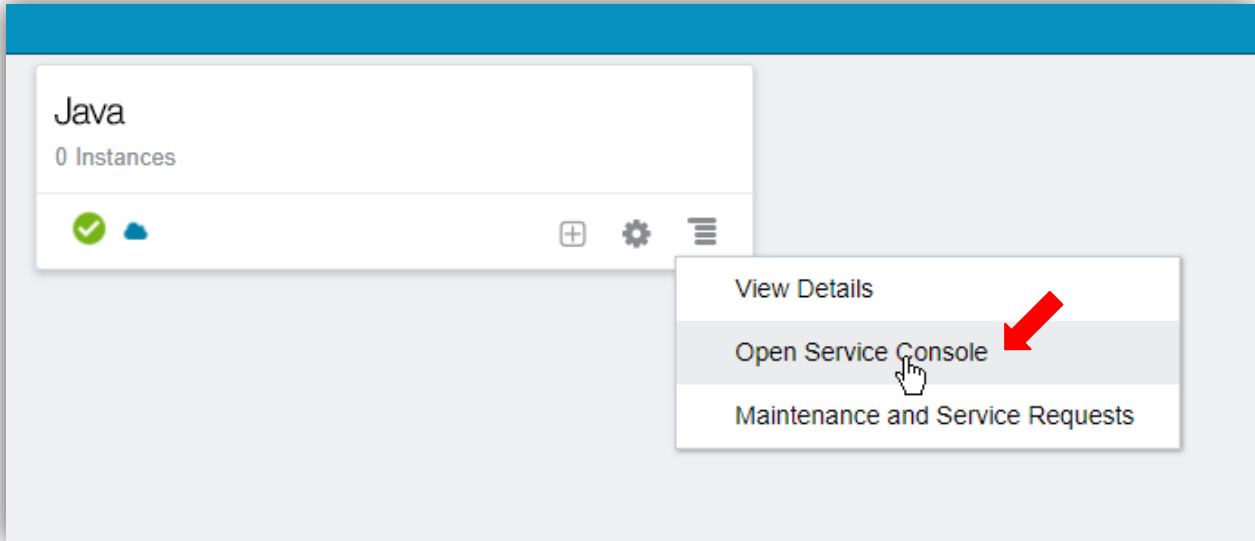 Java
0 Instances
View Details
Open Service Console
Maintenance and Service Requests